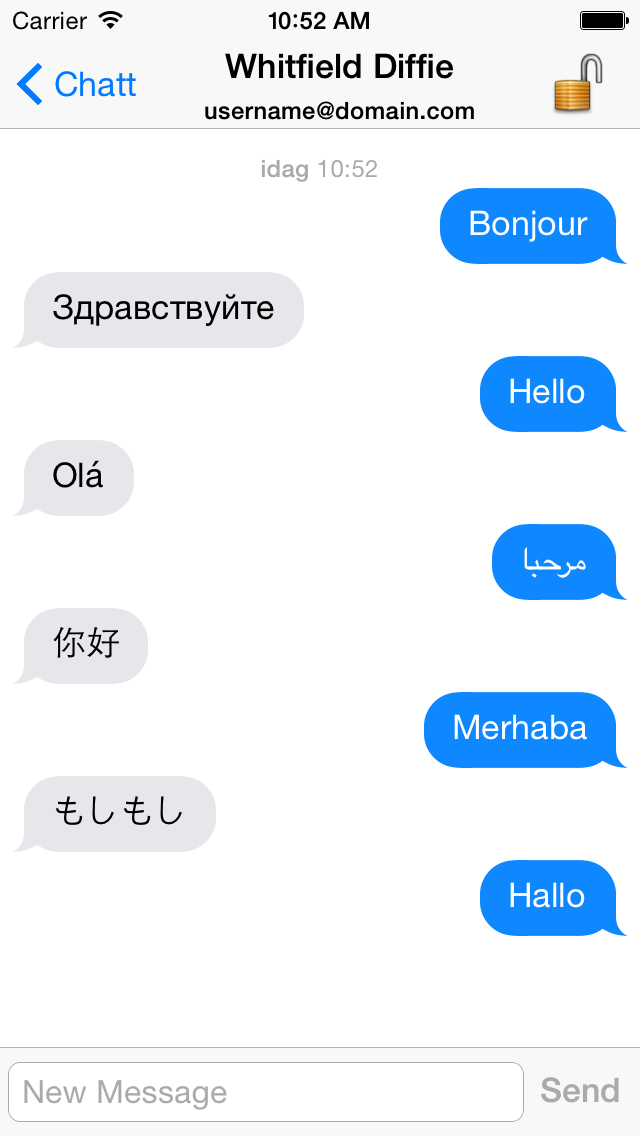 Carrier 10:52 AM
Chatt Whitfield Diffie
username@domain.com
idag 10:52
Bonjour
Здравствуйте
Hello
Olá
مرحبا
你好
Merhaba
もしもし
Hallo
New Message Send